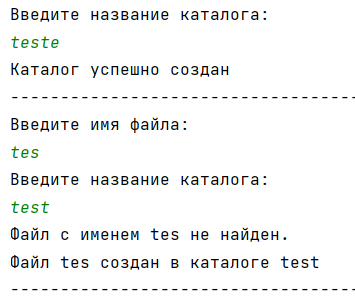 Введите название каталога:
teste
Каталог успешно создан
------------------------------------
Введите имя файла:
tes
Введите название каталога:
test
Файл с именем tes не найден.
Файл tes создан в каталоге test
------------------------------------